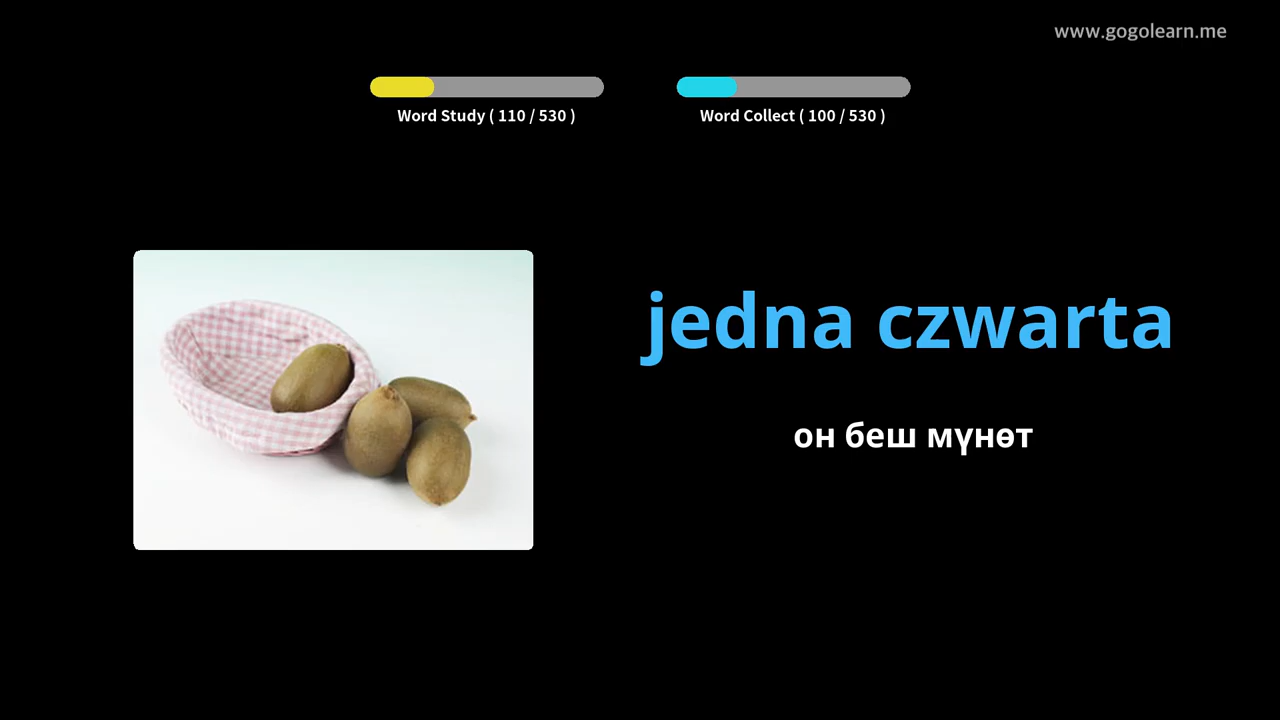 www.gogolearn.me
Word Study ( 110 / 530 )
Word Collect ( 100 / 530 )
jedna czwarta
он беш мүнөт